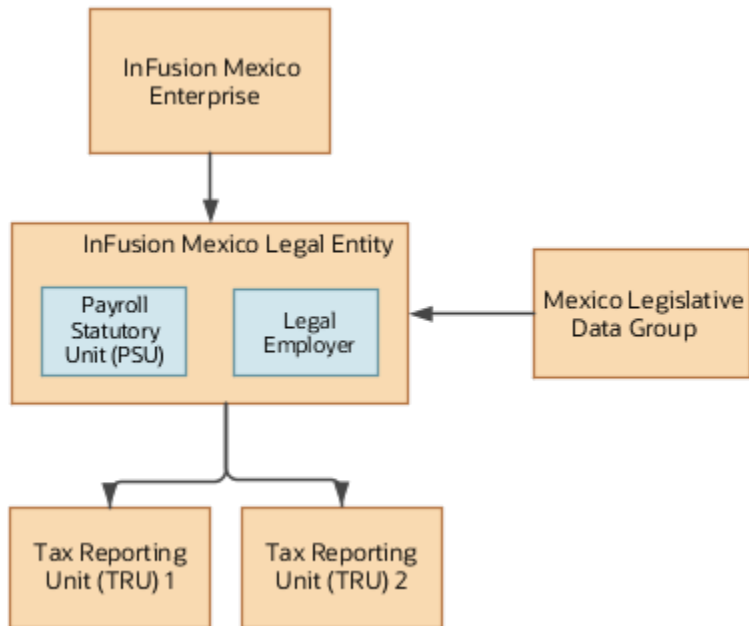 InFusion Mexico
Enterprise
InFusion Mexico Legal Entity
Payroll
Statutory
Unit (PSU)
Legal
Employer
Mexico Legislative
Data Group
Tax Reporting
Unit (TRU) 1
Tax Reporting
Unit (TRU) 2